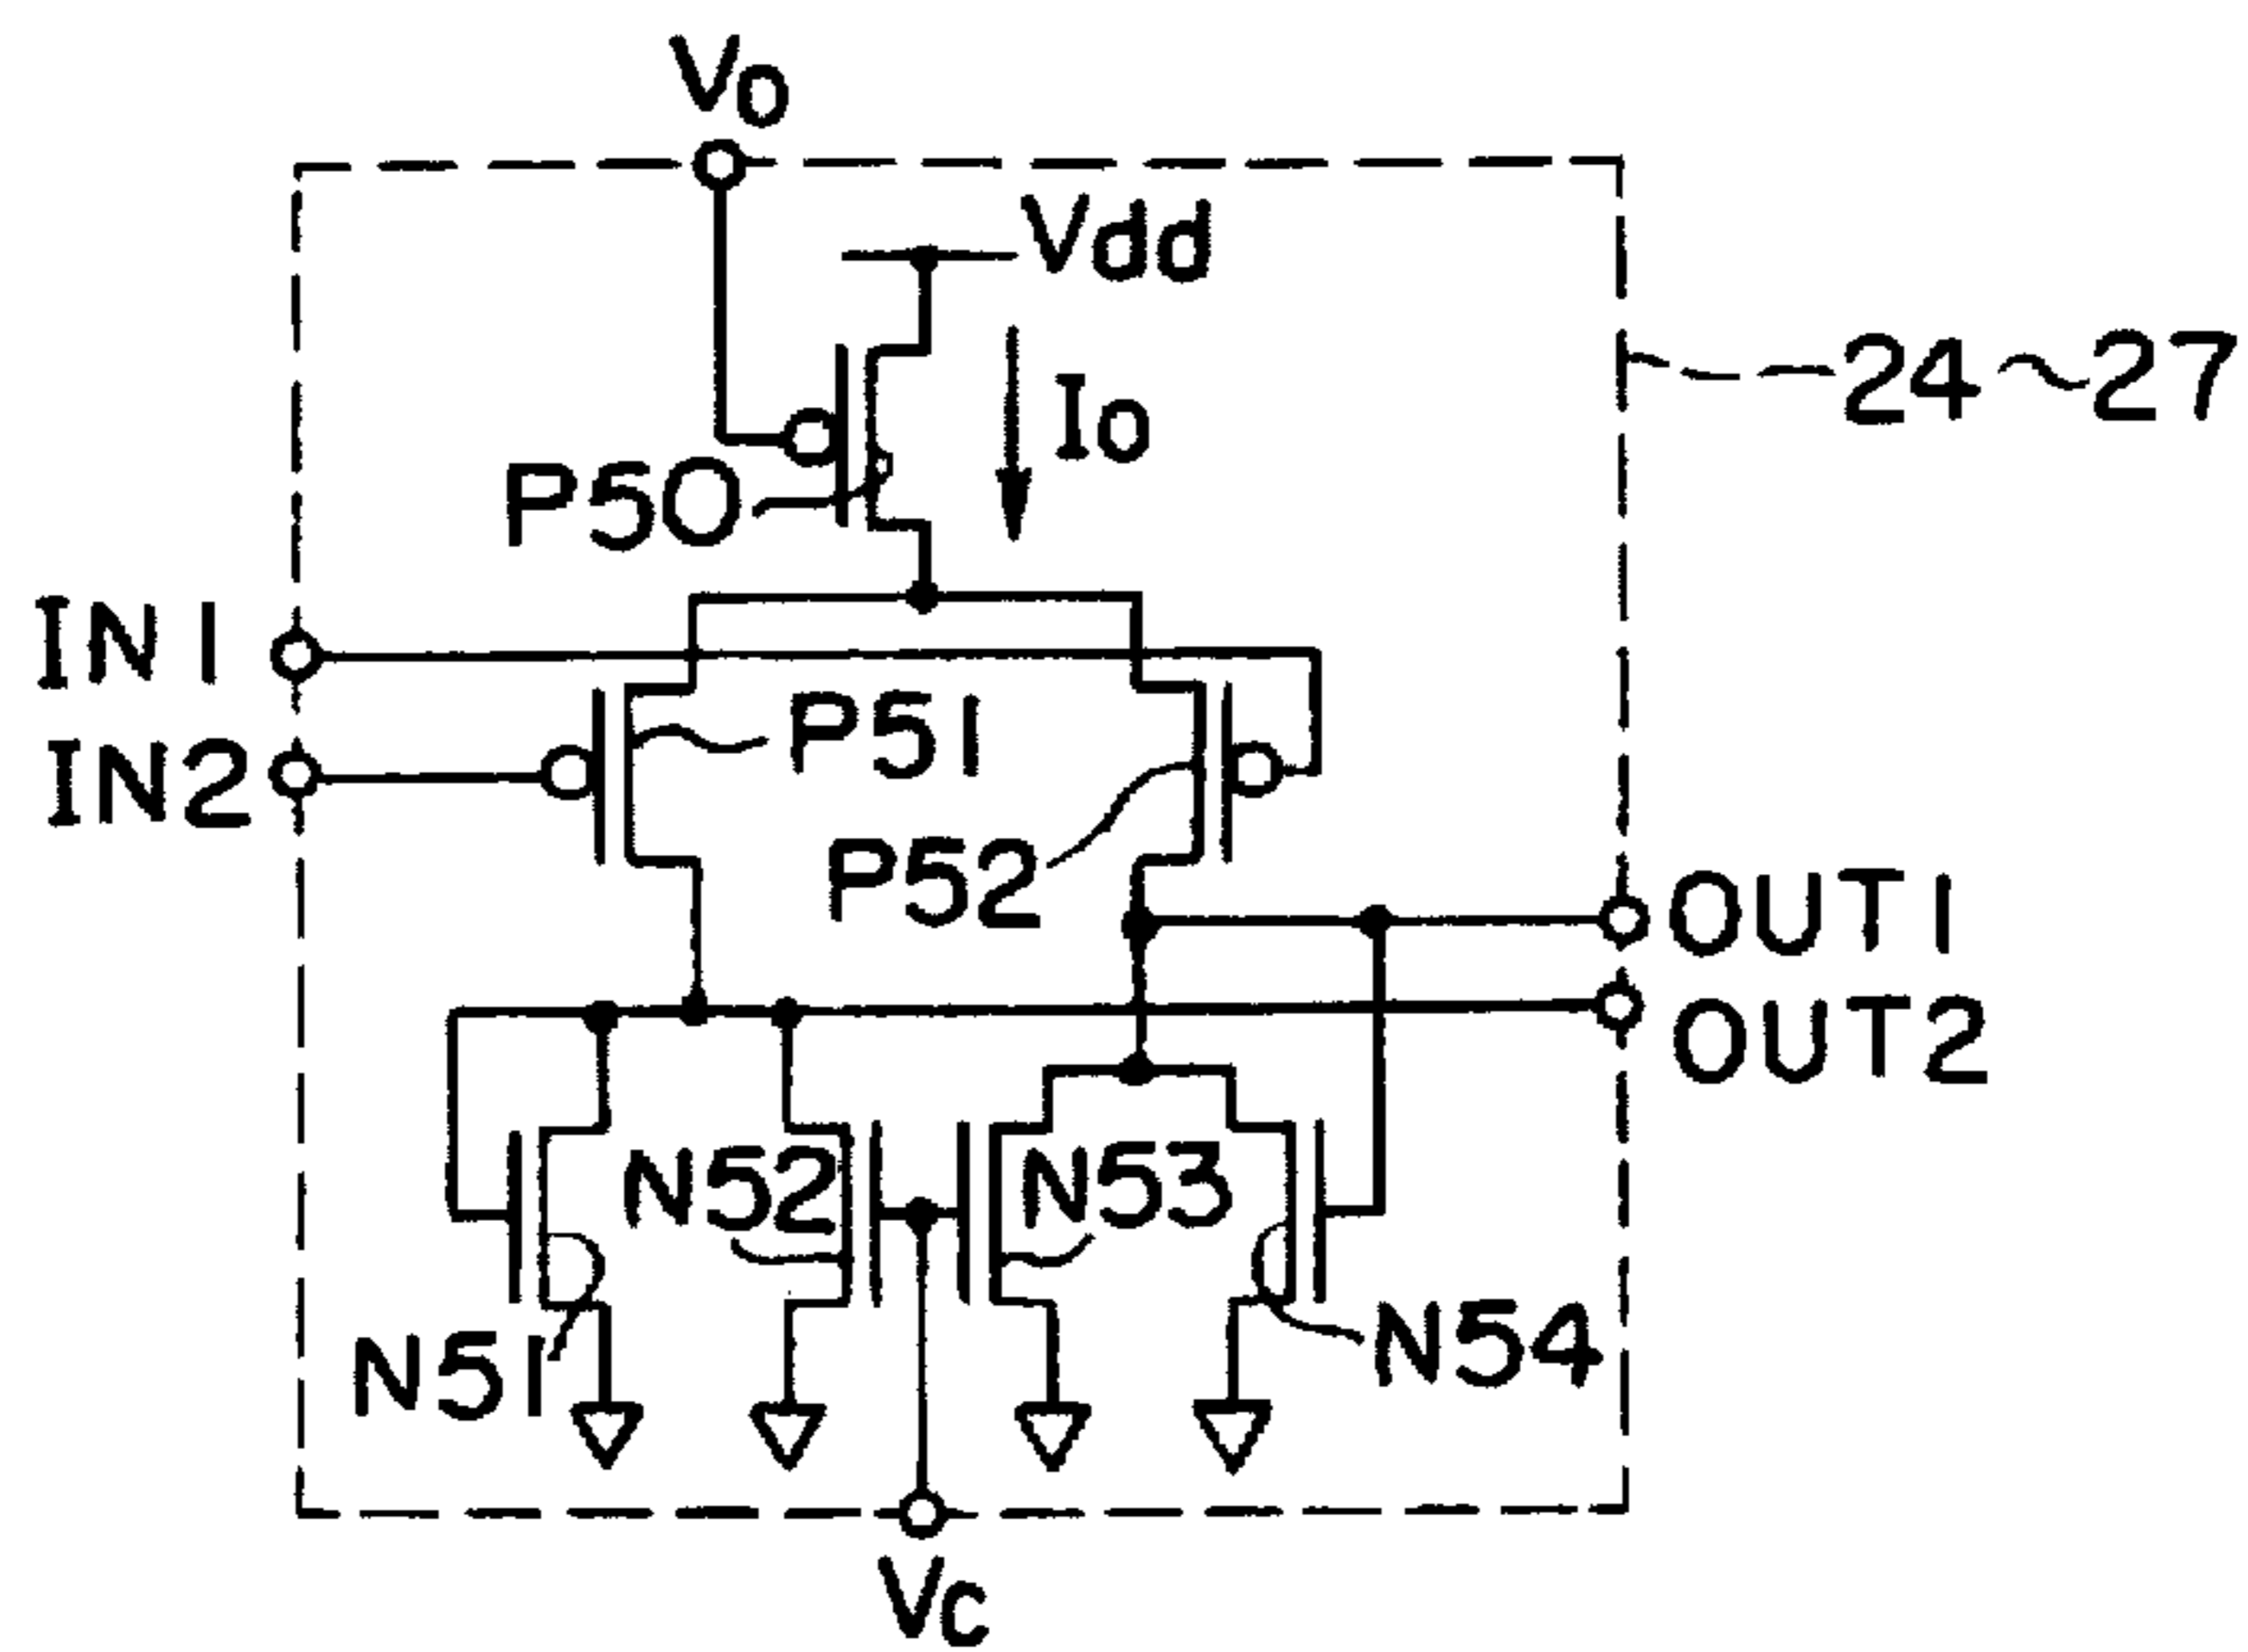 Vo
Vdd
24~27
Io
P50
IN1
P51
IN2
P52
OUT1
OUT2
N52
N53
N54
N51
Vc